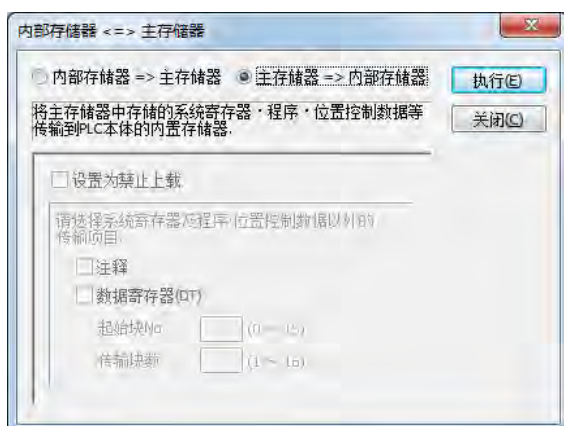 内部存储器 <=> 主存储器
内部存储器 => 主存储器 主存储器 => 内部存储器
执行(E)
将主存储器中存储的系统寄存器・程序・位置控制数据等
传输到PLC本体的内置存储器.
关闭(C)
设置为禁止上载
请选择系统寄存器及程序·位置控制数据以外的
传输项目.
注释
数据寄存器(DT)
起始块No (0 ~ 15)
传输块数 (1 ~ 16)